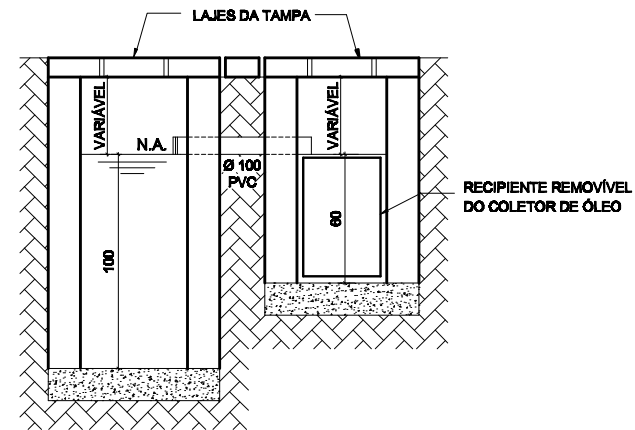 LAJES DA TAMPA
VARIÁVEL
VARIÁVEL
N.A.
Ø 100
PVC
RECIPIENTE REMOVÍVEL
DO COLETOR DE ÓLEO
100
60